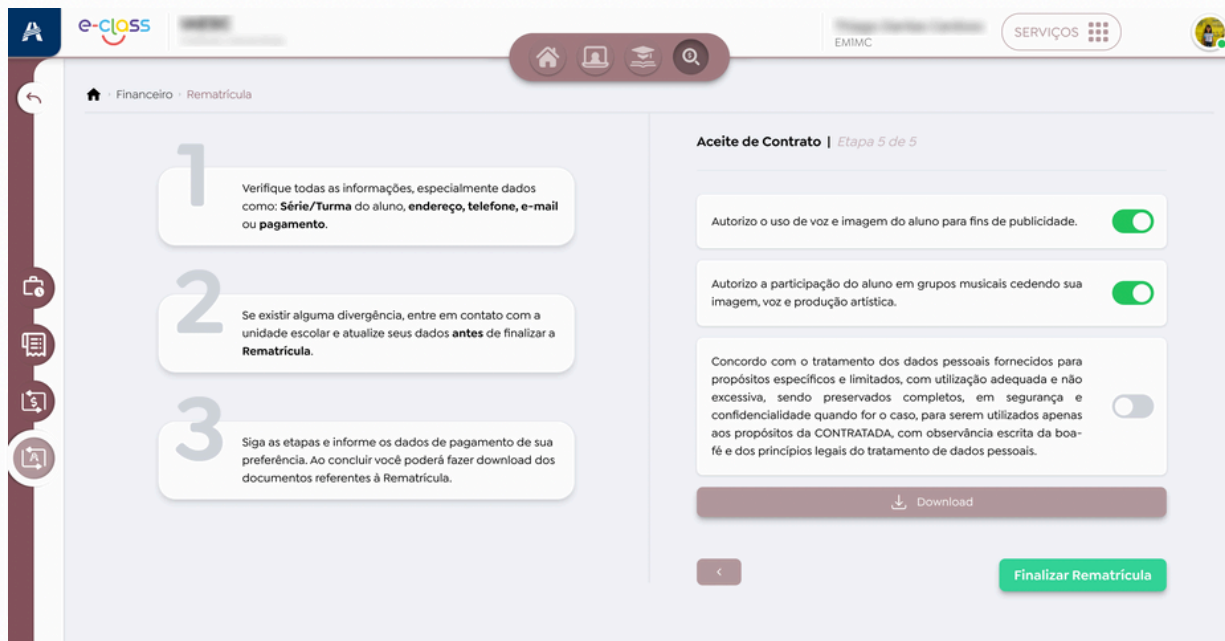 e-class
EMIMC
SERVIÇOS
Financeiro · Rematrícula
1
Verifique todas as informações, especialmente dados
como: Série/Turma do aluno, endereço, telefone, e-mail
ou pagamento.
2
Se existir alguma divergência, entre em contato com a
unidade escolar e atualize seus dados antes de finalizar a
Rematrícula.
3
Siga as etapas e informe os dados de pagamento de sua
preferência. Ao concluir você poderá fazer download dos
documentos referentes à Rematrícula.
Aceite de Contrato | Etapa 5 de 5
Autorizo o uso de voz e imagem do aluno para fins de publicidade.
Autorizo a participação do aluno em grupos musicais cedendo sua
imagem, voz e produção artística.
Concordo com o tratamento dos dados pessoais fornecidos para
propósitos específicos e limitados, com utilização adequada e não
excessiva, sendo preservados completos, em segurança e
confidencialidade quando for o caso, para serem utilizados apenas
aos propósitos da CONTRATADA, com observância escrita da boa-
fé e dos princípios legais do tratamento de dados pessoais.
Download
Finalizar Rematrícula